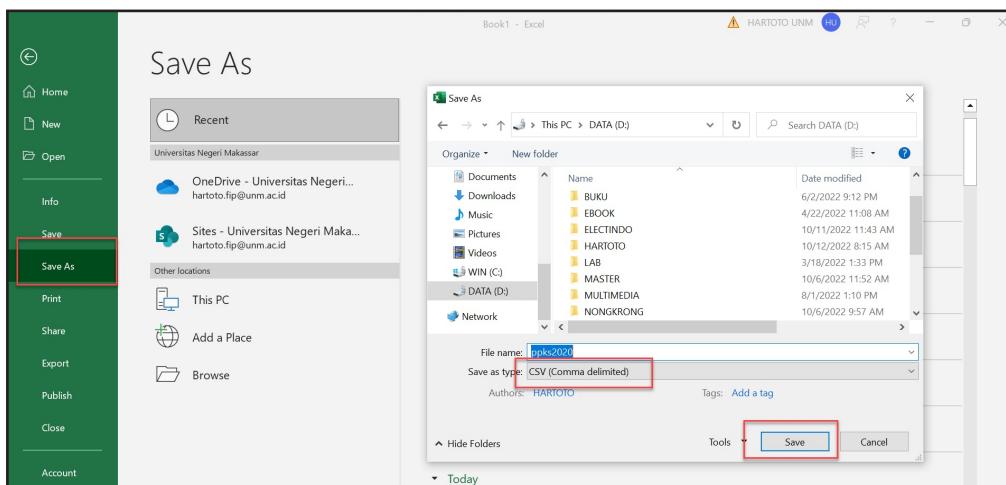 Book1 - Excel
HARTOTO UNM
HU
?
Save As
Home
New
Open
Info
Save
Save As
Print
Share
Export
Publish
Close
Account
Recent
Universitas Negeri Makassar
OneDrive - Universitas Negeri...
hartoto.fip@unm.ac.id
Sites - Universitas Negeri Maka...
hartoto.fip@unm.ac.id
Other locations
This PC
Add a Place
Browse
Save As
This PC > DATA (D:)
Search DATA (D:)
Organize
New folder
Documents
Downloads
Music
Pictures
Videos
WIN (C:)
DATA (D:)
Network
Name
Date modified
BUKU 6/2/2022 9:12 PM
EBOOK 4/22/2022 11:08 AM
ELECTINDO 10/11/2022 11:43 AM
HARTOTO 10/12/2022 8:15 AM
LAB 3/18/2022 1:33 PM
MASTER 10/6/2022 11:52 AM
MULTIMEDIA 8/1/2022 1:10 PM
NONGKRONG 10/6/2022 9:57 AM
File name: ppks2020
Save as type: CSV (Comma delimited)
Authors: HARTOTO
Tags: Add a tag
Hide Folders
Tools
Save
Cancel
Today